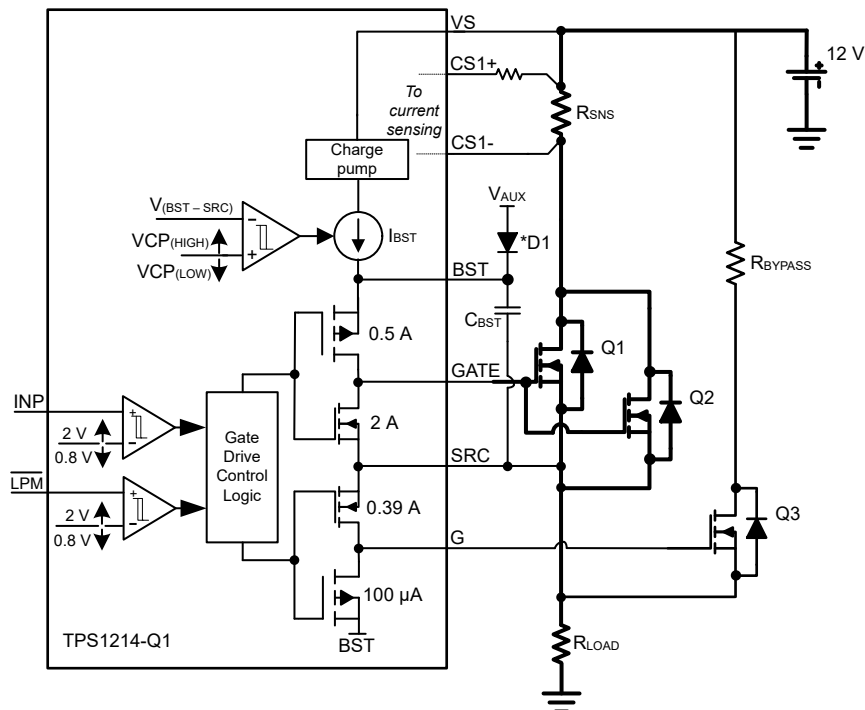 VS
12 V
CS1+
To
current
sensing
RSNS
CS1-
Charge
pump
VAUX
V(BST – SRC)
*D1
IBST
VCP(HIGH)
VCP(LOW)
BST
RBYPASS
CBST
0.5 A
Q1
GATE
Q2
INP
2 A
2 V
0.8 V
Gate
Drive
Control
Logic
SRC
LPM
0.39 A
2 V
0.8 V
G
Q3
100 µA
TPS1214-Q1
BST
RLOAD